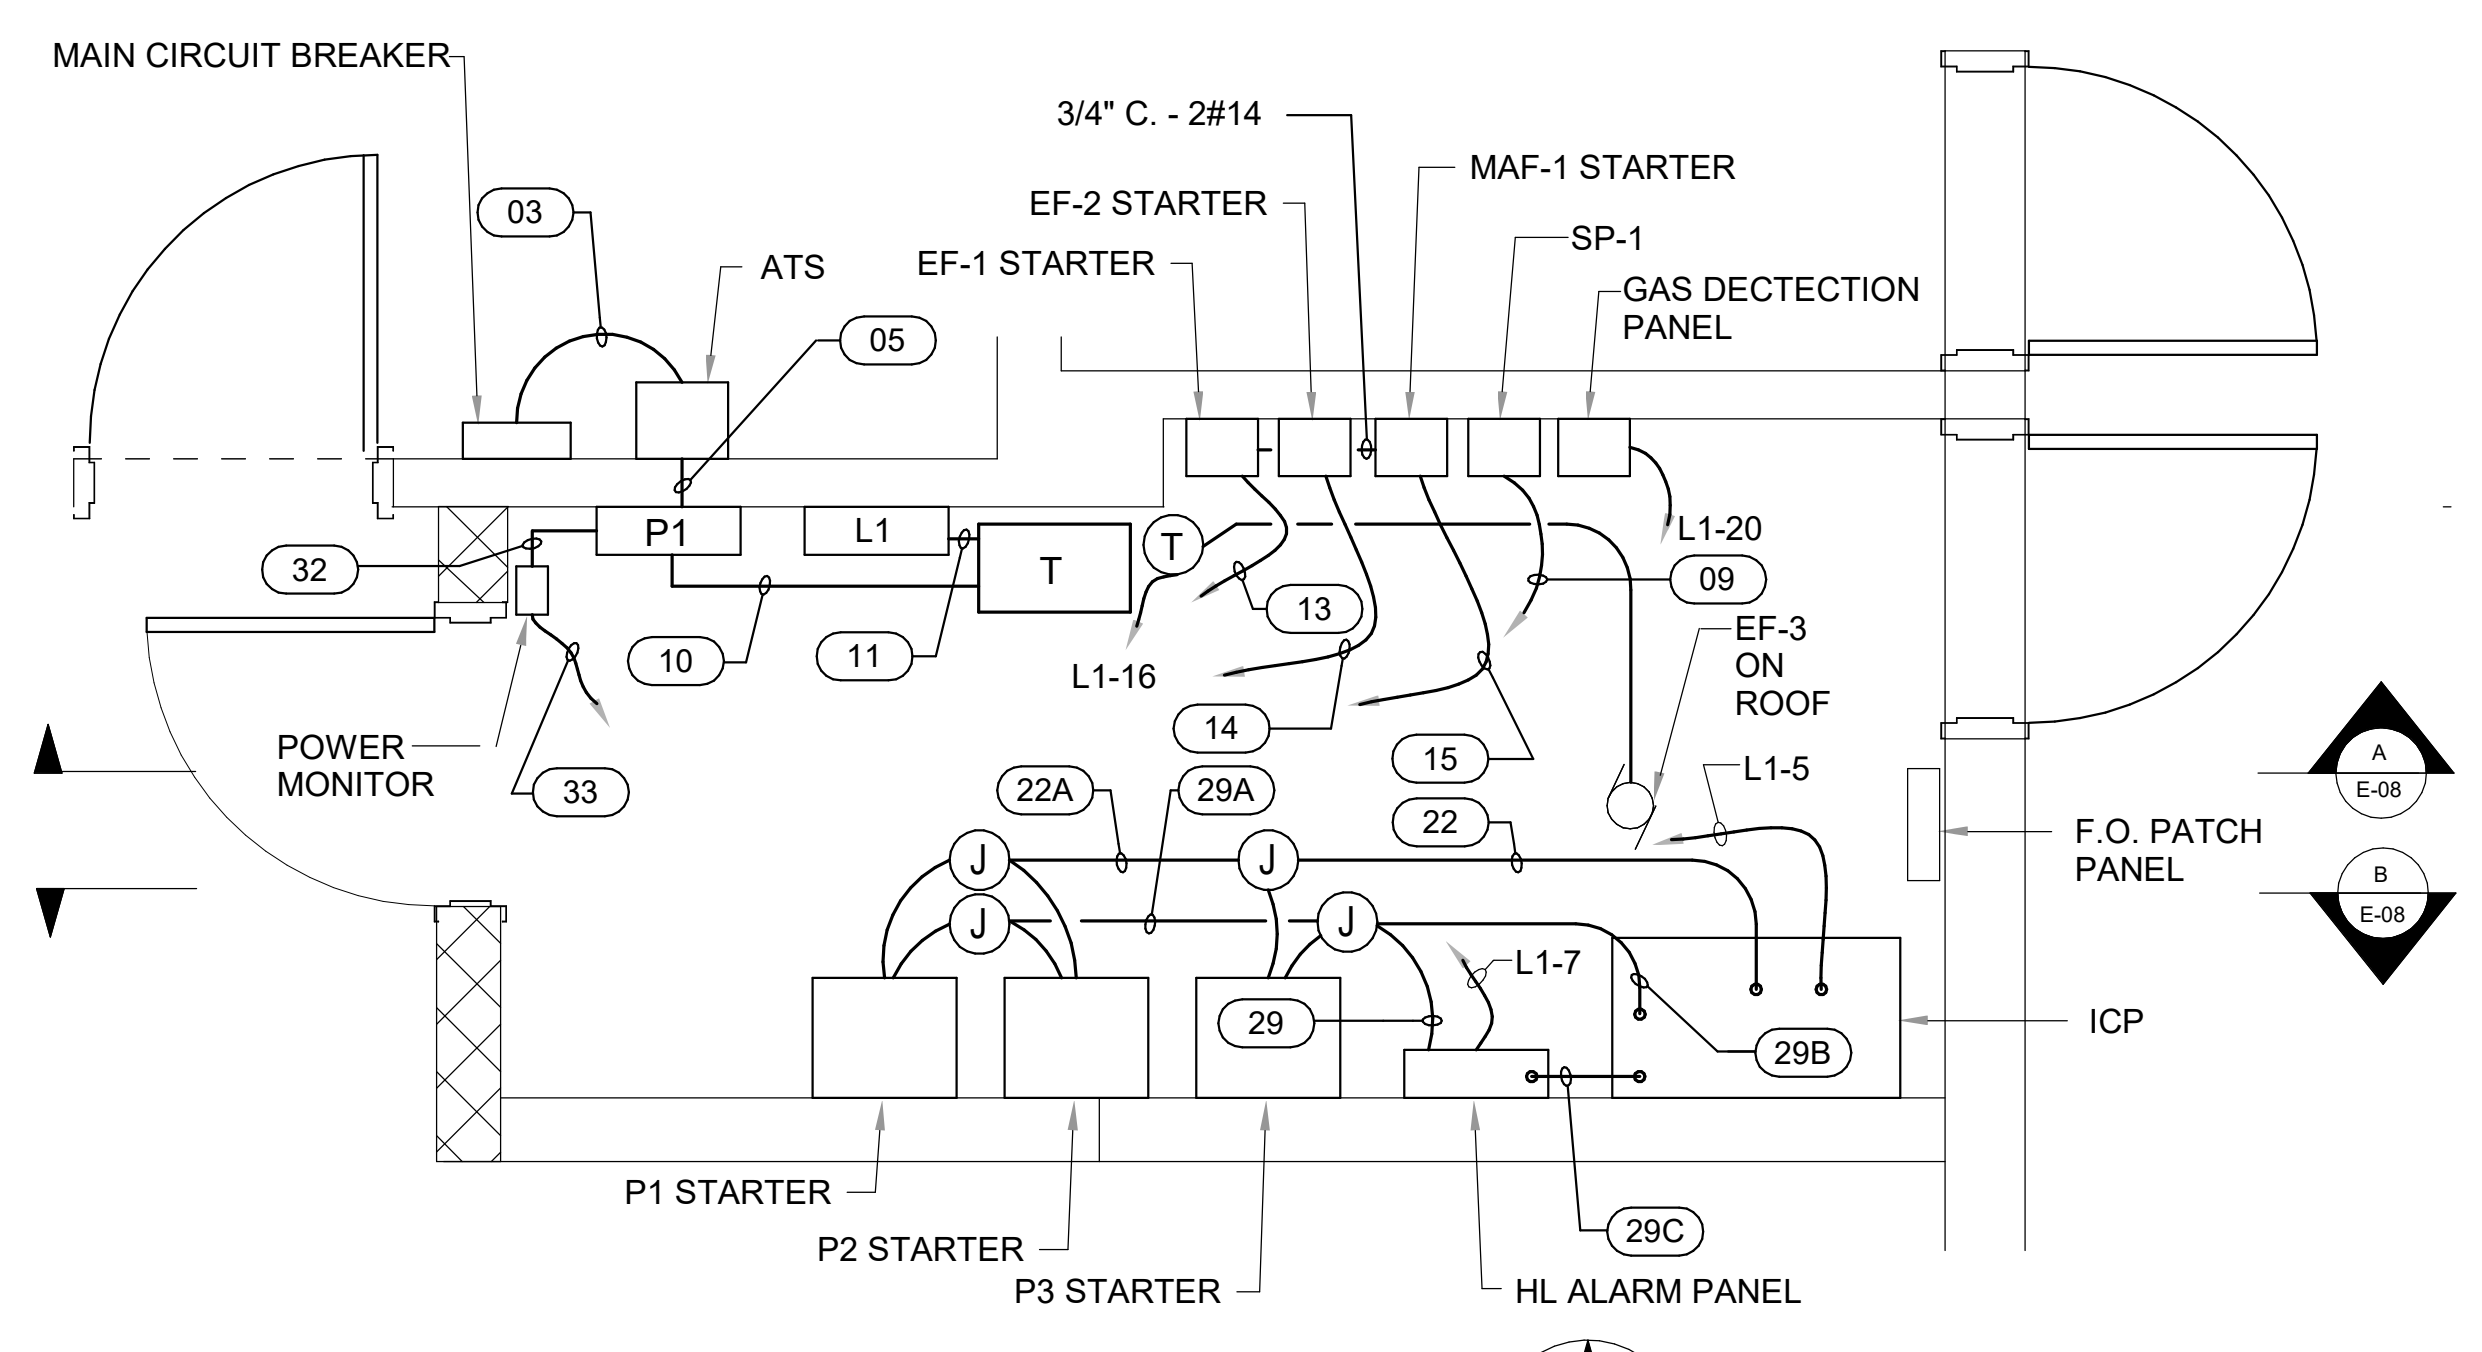 MAIN CIRCUIT BREAKER
3/4" C. - 2#14
MAF-1 STARTER
EF-2 STARTER
03
SP-1
ATS
EF-1 STARTER
GAS DECTECTION
PANEL
05
P1
L1
T
T
L1-20
32
09
13
10
11
L1-16
EF-3
ON
ROOF
14
POWER
MONITOR
15
L1-5
33
22A
29A
22
A
E-08
F.O. PATCH
PANEL
J
J
J
J
B
E-08
L1-7
29
ICP
29B
P1 STARTER
P2 STARTER
29C
P3 STARTER
HL ALARM PANEL